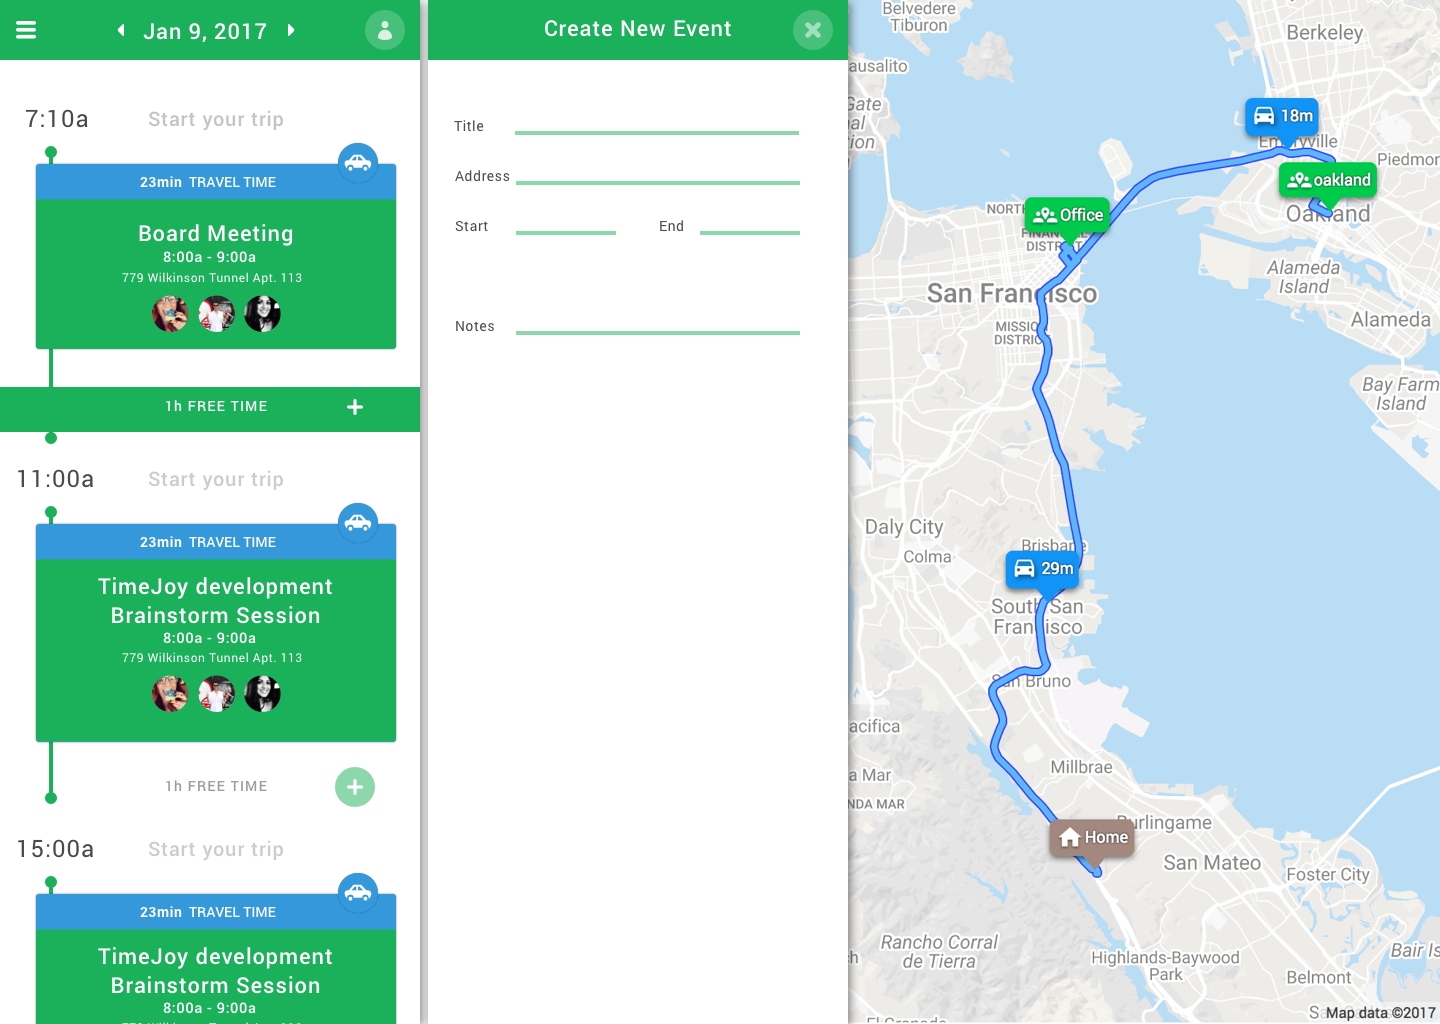 Jan 9, 2017
7:10a
Start your trip
23min TRAVEL TIME
Board Meeting
8:00a - 9:00a
779 Wilkinson Tunnel Apt. 113
1h FREE TIME
11:00a
Start your trip
23min TRAVEL TIME
TimeJoy development
Brainstorm Session
8:00a - 9:00a
779 Wilkinson Tunnel Apt. 113
1h FREE TIME
15:00a
Start your trip
23min TRAVEL TIME
TimeJoy development
Brainstorm Session
8:00a - 9:00a
Create New Event
Title
Address
Start
End
Notes
Belvedere
Tiburon
Berkeley
ausalito
Gate
al
tion
18m
Emeryville
Piedmon
oakland
Oakland
Office
NORTH
FINANCIAL
DISTRICT
Alameda
Island
San Francisco
Alameda
MISSION
DISTRICT
Bay Farm
Island
Daly City
Colma
Brisbane
29m
South San
Francisco
San Bruno
acifica
a Mar
NDA MAR
Millbrae
Burlingame
Home
San Mateo
Foster City
Rancho Corral
de Tierra
ch
Highlands-Baywood
Park
Bair Is
Belmont
El Granada
Map data ©2017